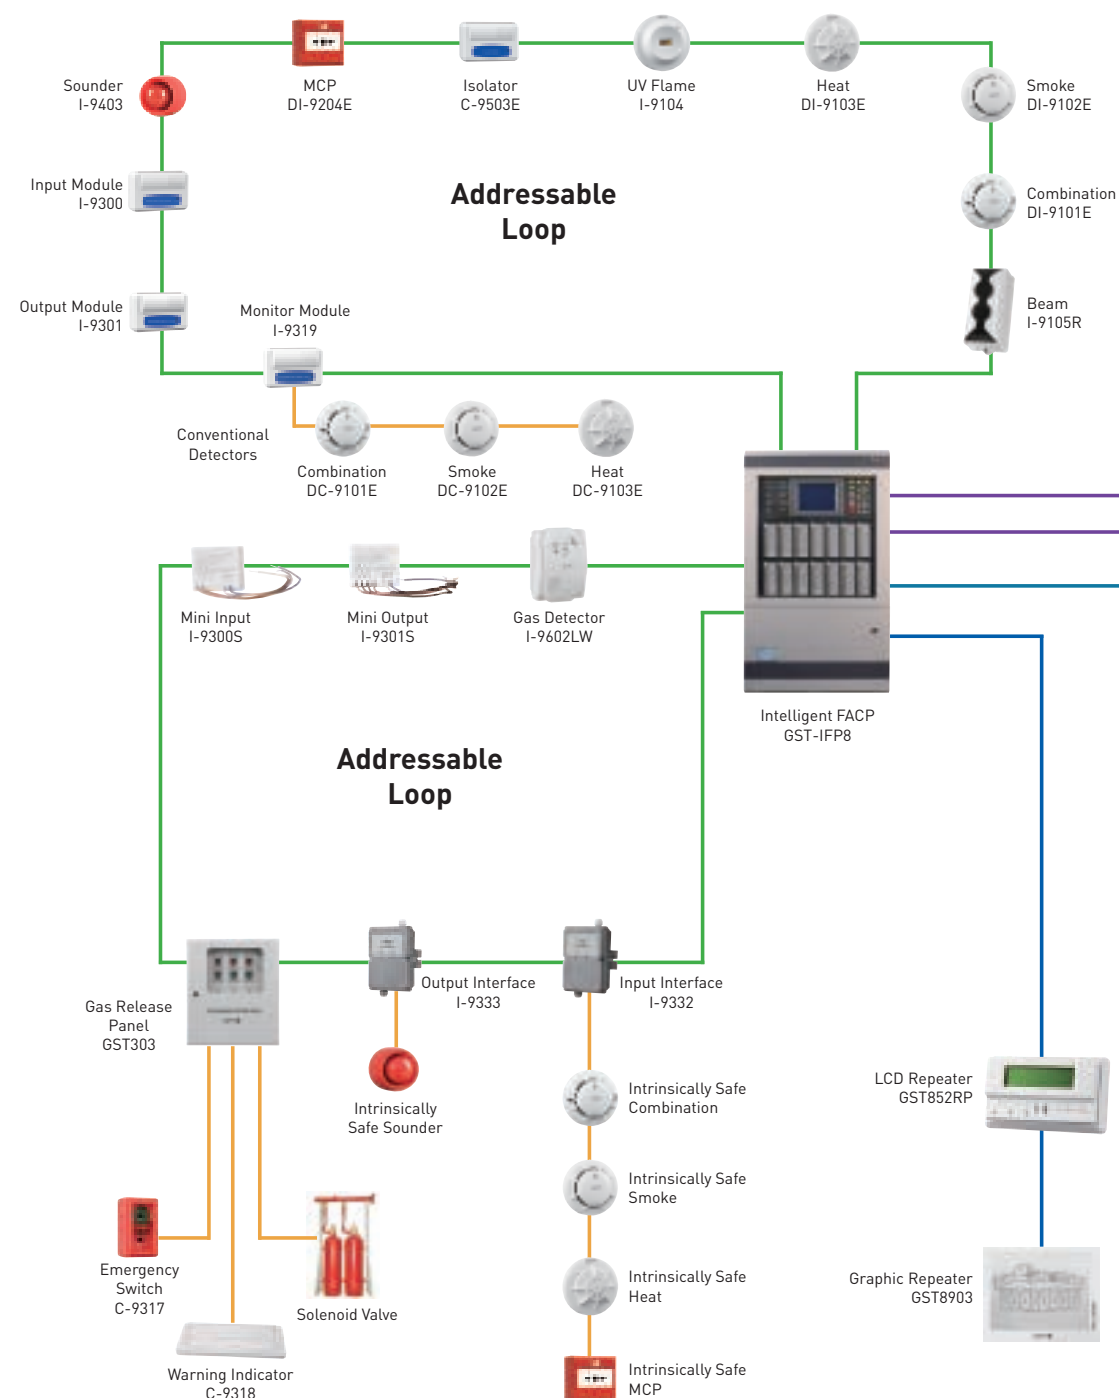 MCP
DI-9204E
Isolator
C-9503E
UV Flame
I-9104
Heat
DI-9103E
Sounder
I-9403
Smoke
DI-9102E
Input Module
I-9300
Addressable
Loop
Combination
DI-9101E
Output Module
I-9301
Monitor Module
I-9319
Beam
I-9105R
Conventional
Detectors
Combination
DC-9101E
Smoke
DC-9102E
Heat
DC-9103E
Mini Input
I-9300S
Mini Output
I-9301S
Gas Detector
I-9602LW
Intelligent FACP
GST-IFP8
Addressable
Loop
Gas Release
Panel
GST303
Output Interface
I-9333
Input Interface
I-9332
Intrinsically
Safe Sounder
Intrinsically Safe
Combination
LCD Repeater
GST852RP
Intrinsically Safe
Smoke
Emergency
Switch
C-9317
Solenoid Valve
Intrinsically Safe
Heat
Graphic Repeater
GST8903
Warning Indicator
C-9318
Intrinsically Safe
MCP